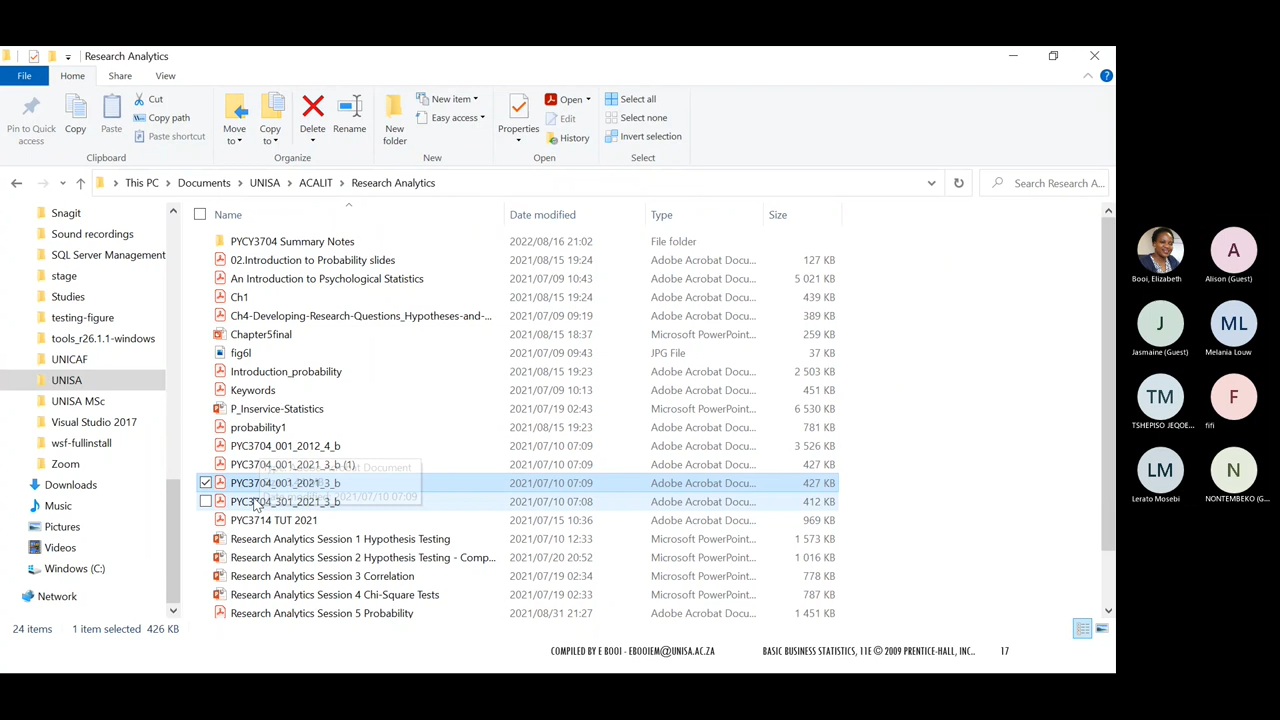 Research Analytics
File Home Share View
Pin to Quick access
Copy
Paste
Cut
Copy path
Paste shortcut
Clipboard
Move to
Copy to
Delete
Rename
Organize
New folder
New item
Easy access
New
Properties
Open
Edit
History
Open
Select all
Select none
Invert selection
Select
This PC > Documents > UNISA > ACALIT > Research Analytics
Search Research A...
Snagit
Sound recordings
SQL Server Management
stage
Studies
testing-figure
tools_r26.1.1-windows
UNICAF
UNISA
UNISA MSc
Visual Studio 2017
wsf-fullinstall
Zoom
Downloads
Music
Pictures
Videos
Windows (C:)
Network
Name Date modified Type Size
PYCY3704 Summary Notes 2022/08/16 21:02 File folder
02.Introduction to Probability slides 2021/08/15 19:24 Adobe Acrobat Docu... 127 KB
An Introduction to Psychological Statistics 2021/07/09 10:43 Adobe Acrobat Docu... 5 021 KB
Ch1 2021/08/15 19:24 Adobe Acrobat Docu... 439 KB
Ch4-Developing-Research-Questions_Hypotheses-and-... 2021/07/09 09:19 Adobe Acrobat Docu... 389 KB
Chapter5final 2021/08/15 18:37 Microsoft PowerPoint... 259 KB
fig6l 2021/07/09 09:43 JPG File 37 KB
Introduction_probability 2021/08/15 19:23 Adobe Acrobat Docu... 2 503 KB
Keywords 2021/07/09 10:13 Adobe Acrobat Docu... 451 KB
P_Inservice-Statistics 2021/07/19 02:43 Microsoft PowerPoint... 6 530 KB
probability1 2021/08/15 19:23 Adobe Acrobat Docu... 781 KB
PYC3704_001_2012_4_b 2021/07/10 07:09 Adobe Acrobat Docu... 3 526 KB
PYC3704_001_2021_3_b (1) 2021/07/10 07:09 Adobe Acrobat Docu... 427 KB
PYC3704_001_2021_3_b 2021/07/10 07:09 Adobe Acrobat Docu... 427 KB
PYC3704_301_2021_3_b 2021/07/10 07:08 Adobe Acrobat Docu... 412 KB
PYC3714 TUT 2021 2021/07/15 10:36 Adobe Acrobat Docu... 969 KB
Research Analytics Session 1 Hypothesis Testing 2021/07/10 12:33 Microsoft PowerPoint... 1 573 KB
Research Analytics Session 2 Hypothesis Testing - Comp... 2021/07/20 20:52 Microsoft PowerPoint... 1 016 KB
Research Analytics Session 3 Correlation 2021/07/19 02:34 Microsoft PowerPoint... 778 KB
Research Analytics Session 4 Chi-Square Tests 2021/07/19 02:33 Microsoft PowerPoint... 787 KB
Research Analytics Session 5 Probability 2021/08/31 21:27 Adobe Acrobat Docu... 1 451 KB
24 items 1 item selected 426 KB
COMPILED BY E BOOI - EBOOIEM@UNISA.AC.ZA BASIC BUSINESS STATISTICS, 11E © 2009 PRENTICE-HALL, INC.. 17
Booi, Elizabeth
A
Alison (Guest)
J
Jasmaine (Guest)
ML
Melania Louw
TM
TSHEPISO JEQOE...
F
fifi
LM
Lerato Mosebi
N
NONTEMBEKO (G...